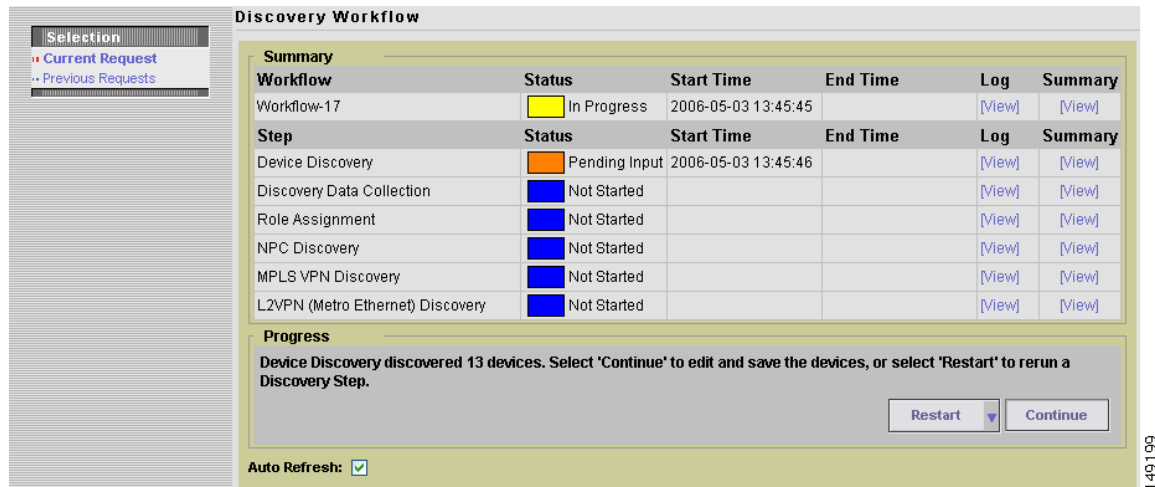 Discovery Workflow
Selection
Current Request
Previous Requests
Summary
Workflow Status Start Time End Time Log Summary
Workflow-17 In Progress 2006-05-03 13:45:45 [View] [View]
Step Status Start Time End Time Log Summary
Device Discovery Pending Input 2006-05-03 13:45:46 [View] [View]
Discovery Data Collection Not Started [View] [View]
Role Assignment Not Started [View] [View]
NPC Discovery Not Started [View] [View]
MPLS VPN Discovery Not Started [View] [View]
L2VPN (Metro Ethernet) Discovery Not Started [View] [View]
Progress
Device Discovery discovered 13 devices. Select 'Continue' to edit and save the devices, or select 'Restart' to rerun a
Discovery Step.
Restart Continue
Auto Refresh:
149199